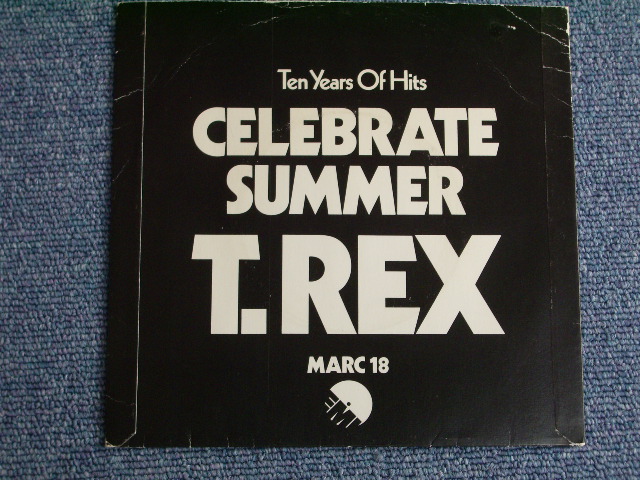 Ten Years Of Hits
CELEBRATE
SUMMER
T.REX
MARC 18
EMI